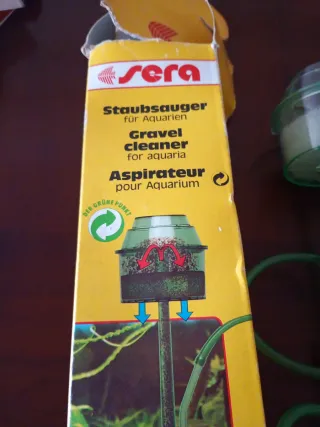 sera
Staubsauger
für Aquarien
Gravel
cleaner
for aquaria
Aspirateur
pour Aquarium
DER GRÜNE PUNKT